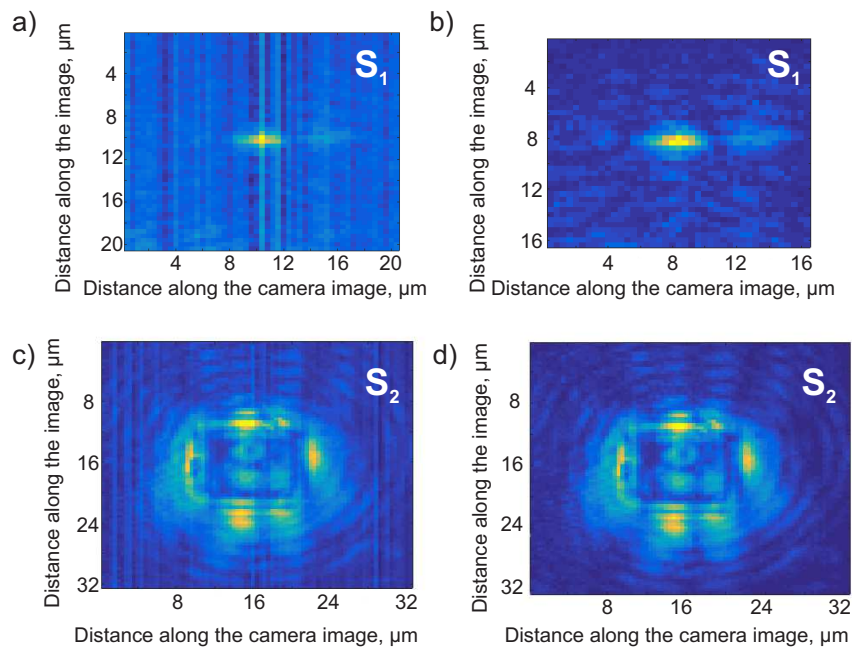 a)
S1
Distance along the image, µm
4
8
12
16
20
4 8 12 16 20
Distance along the camera image, µm
b)
S1
Distance along the image, µm
4
8
12
16
4 8 12 16
Distance along the camera image, µm
c)
S2
Distance along the image, µm
8
16
24
32
8 16 24 32
Distance along the camera image, µm
d)
S2
Distance along the image, µm
8
16
24
32
8 16 24 32
Distance along the camera image, µm